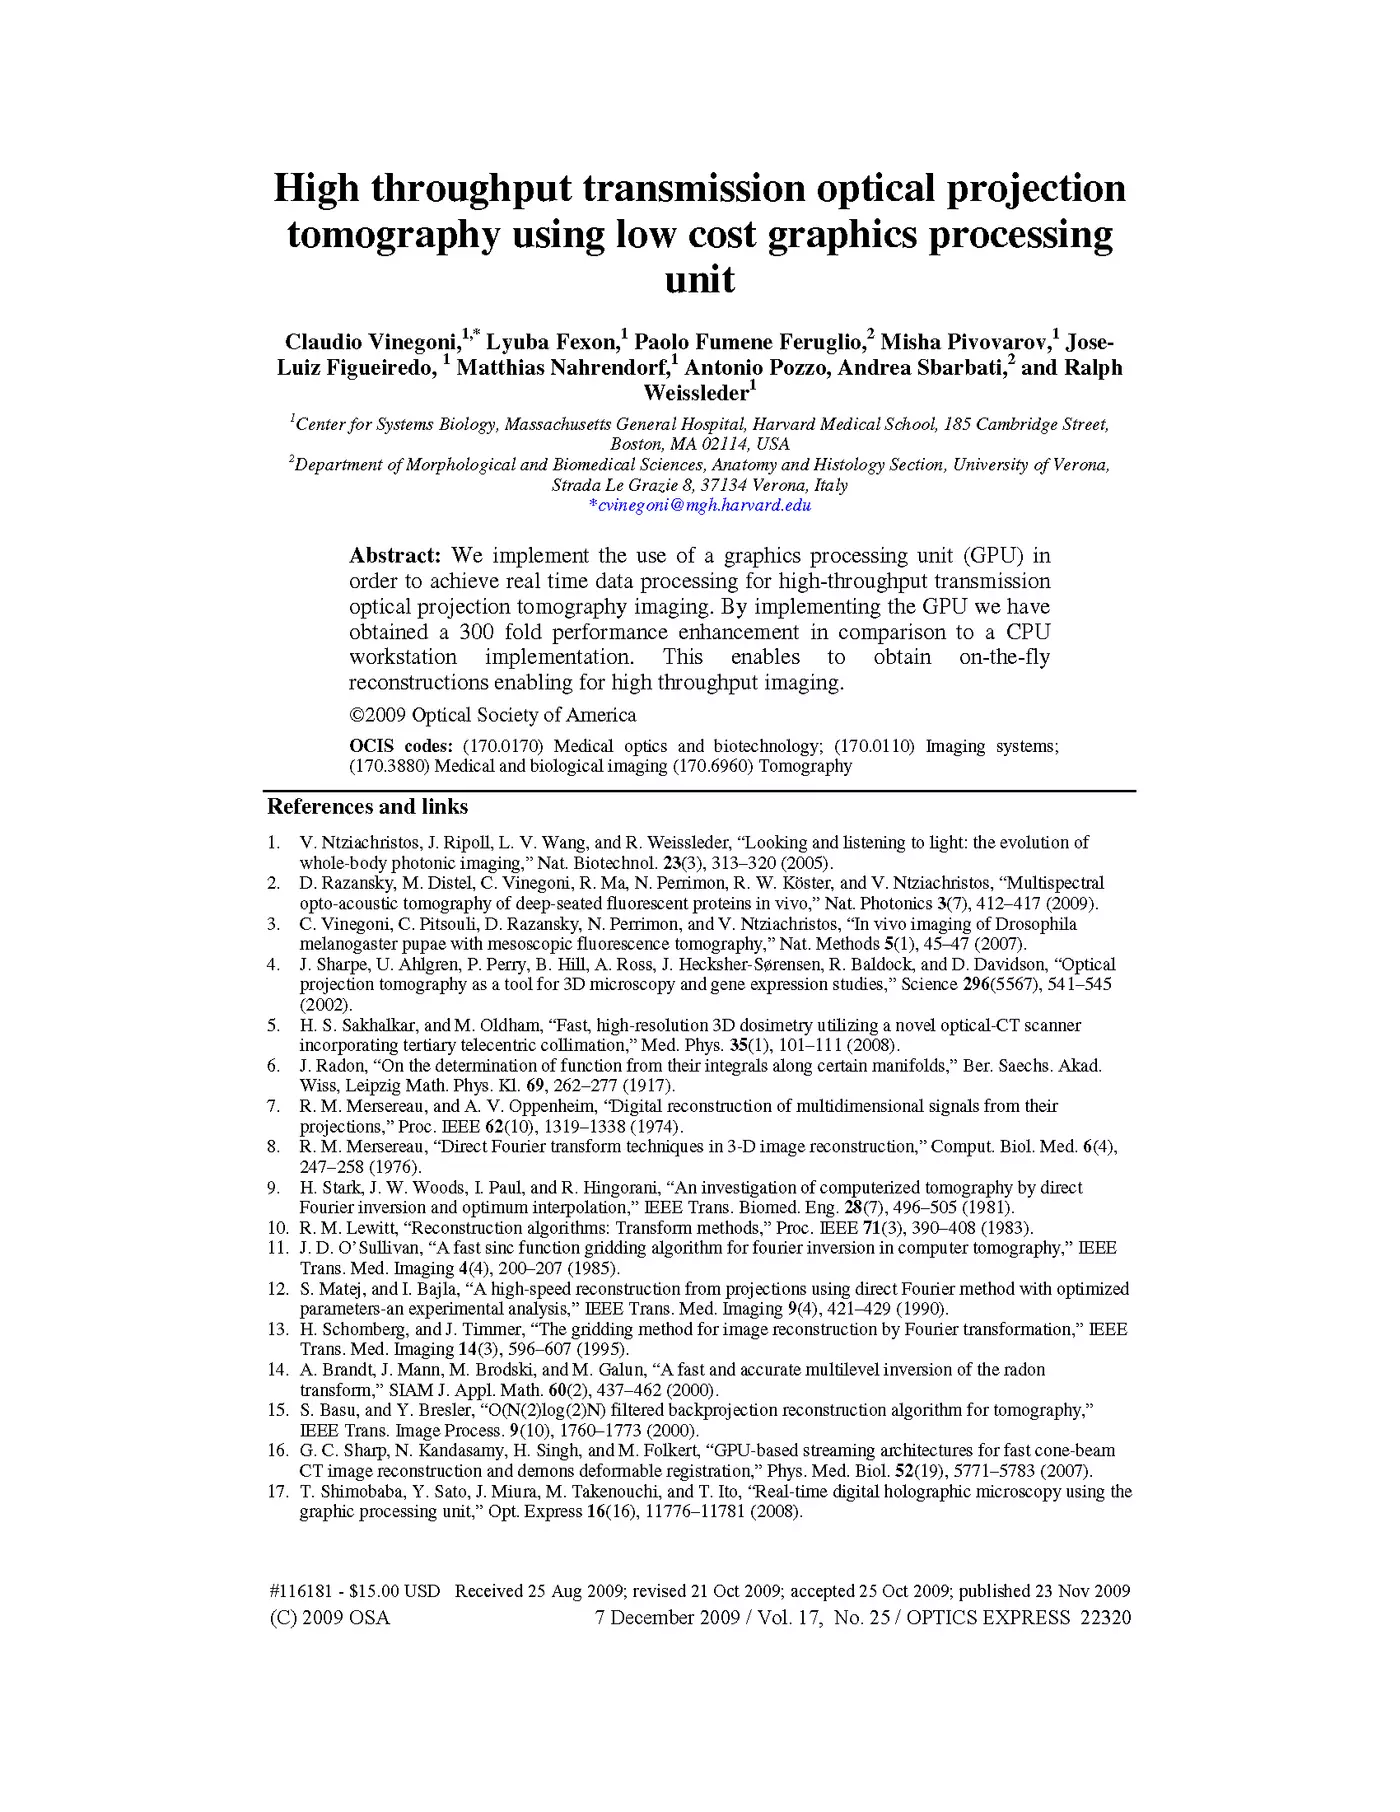 High throughput transmission optical projection
tomography using low cost graphics processing
unit
Claudio Vinegoni,1,* Lyuba Fexon,1 Paolo Fumene Feruglio,2 Misha Pivovarov,1 Jose-
Luiz Figueiredo, 1 Matthias Nahrendorf,1 Antonio Pozzo, Andrea Sbarbati,2 and Ralph
Weissleder1
1Center for Systems Biology, Massachusetts General Hospital, Harvard Medical School, 185 Cambridge Street,
Boston, MA 02114, USA
2Department of Morphological and Biomedical Sciences, Anatomy and Histology Section, University of Verona,
Strada Le Grazie 8, 37134 Verona, Italy
*cvinegoni@mgh.harvard.edu
Abstract: We implement the use of a graphics processing unit (GPU) in
order to achieve real time data processing for high-throughput transmission
optical projection tomography imaging. By implementing the GPU we have
obtained a 300 fold performance enhancement in comparison to a CPU
workstation implementation. This enables to obtain on-the-fly
reconstructions enabling for high throughput imaging.
©2009 Optical Society of America
OCIS codes: (170.0170) Medical optics and biotechnology; (170.0110) Imaging systems;
(170.3880) Medical and biological imaging (170.6960) Tomography
References and links
1. V. Ntziachristos, J. Ripoll, L. V. Wang, and R. Weissleder, “Looking and listening to light: the evolution of
whole-body photonic imaging,” Nat. Biotechnol. 23(3), 313–320 (2005).
2. D. Razansky, M. Distel, C. Vinegoni, R. Ma, N. Perrimon, R. W. Köster, and V. Ntziachristos, “Multispectral
opto-acoustic tomography of deep-seated fluorescent proteins in vivo,” Nat. Photonics 3(7), 412–417 (2009).
3. C. Vinegoni, C. Pitsouli, D. Razansky, N. Perrimon, and V. Ntziachristos, “In vivo imaging of Drosophila
melanogaster pupae with mesoscopic fluorescence tomography,” Nat. Methods 5(1), 45–47 (2007).
4. J. Sharpe, U. Ahlgren, P. Perry, B. Hill, A. Ross, J. Hecksher-Sørensen, R. Baldock, and D. Davidson, “Optical
projection tomography as a tool for 3D microscopy and gene expression studies,” Science 296(5567), 541–545
(2002).
5. H. S. Sakhalkar, and M. Oldham, “Fast, high-resolution 3D dosimetry utilizing a novel optical-CT scanner
incorporating tertiary telecentric collimation,” Med. Phys. 35(1), 101–111 (2008).
6. J. Radon, “On the determination of function from their integrals along certain manifolds,” Ber. Saechs. Akad.
Wiss, Leipzig Math. Phys. Kl. 69, 262–277 (1917).
7. R. M. Mersereau, and A. V. Oppenheim, “Digital reconstruction of multidimensional signals from their
projections,” Proc. IEEE 62(10), 1319–1338 (1974).
8. R. M. Mersereau, “Direct Fourier transform techniques in 3-D image reconstruction,” Comput. Biol. Med. 6(4),
247–258 (1976).
9. H. Stark, J. W. Woods, I. Paul, and R. Hingorani, “An investigation of computerized tomography by direct
Fourier inversion and optimum interpolation,” IEEE Trans. Biomed. Eng. 28(7), 496–505 (1981).
10. R. M. Lewitt, “Reconstruction algorithms: Transform methods,” Proc. IEEE 71(3), 390–408 (1983).
11. J. D. O’Sullivan, “A fast sinc function gridding algorithm for fourier inversion in computer tomography,” IEEE
Trans. Med. Imaging 4(4), 200–207 (1985).
12. S. Matej, and I. Bajla, “A high-speed reconstruction from projections using direct Fourier method with optimized
parameters-an experimental analysis,” IEEE Trans. Med. Imaging 9(4), 421–429 (1990).
13. H. Schomberg, and J. Timmer, “The gridding method for image reconstruction by Fourier transformation,” IEEE
Trans. Med. Imaging 14(3), 596–607 (1995).
14. A. Brandt, J. Mann, M. Brodski, and M. Galun, “A fast and accurate multilevel inversion of the radon
transform,” SIAM J. Appl. Math. 60(2), 437–462 (2000).
15. S. Basu, and Y. Bresler, “O(N(2)log(2)N) filtered backprojection reconstruction algorithm for tomography,”
IEEE Trans. Image Process. 9(10), 1760–1773 (2000).
16. G. C. Sharp, N. Kandasamy, H. Singh, and M. Folkert, “GPU-based streaming architectures for fast cone-beam
CT image reconstruction and demons deformable registration,” Phys. Med. Biol. 52(19), 5771–5783 (2007).
17. T. Shimobaba, Y. Sato, J. Miura, M. Takenouchi, and T. Ito, “Real-time digital holographic microscopy using the
graphic processing unit,” Opt. Express 16(16), 11776–11781 (2008).
#116181 - $15.00 USD Received 25 Aug 2009; revised 21 Oct 2009; accepted 25 Oct 2009; published 23 Nov 2009
(C) 2009 OSA 7 December 2009 / Vol. 17, No. 25 / OPTICS EXPRESS 22320